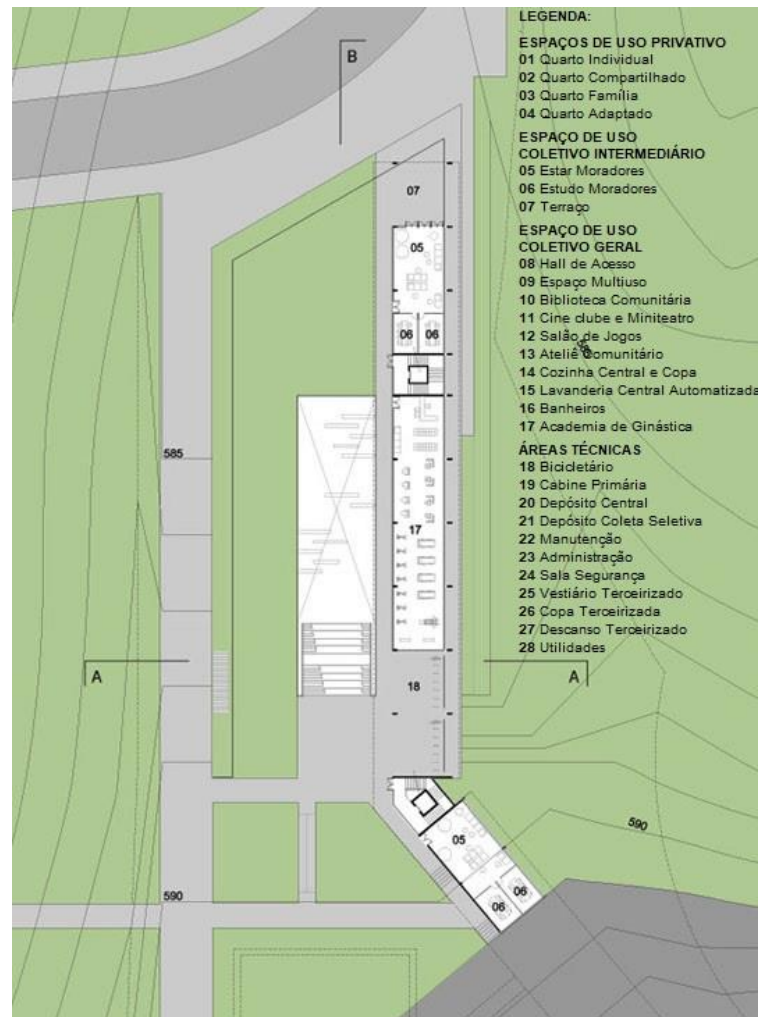 LEGENDA:
ESPAÇOS DE USO PRIVATIVO
01 Quarto Individual
02 Quarto Compartilhado
03 Quarto Família
04 Quarto Adaptado
ESPAÇO DE USO
COLETIVO INTERMEDIÁRIO
05 Estar Moradores
06 Estudo Moradores
07 Terraço
ESPAÇO DE USO
COLETIVO GERAL
08 Hall de Acesso
09 Espaço Multiuso
10 Biblioteca Comunitária
11 Cine clube e Miniteatro
12 Salão de Jogos
13 Ateliê Comunitário
14 Cozinha Central e Copa
15 Lavanderia Central Automatizada
16 Banheiros
17 Academia de Ginástica
ÁREAS TÉCNICAS
18 Bicicletário
19 Cabine Primária
20 Depósito Central
21 Depósito Coleta Seletiva
22 Manutenção
23 Administração
24 Sala Segurança
25 Vestiário Terceirizado
26 Copa Terceirizada
27 Descanso Terceirizado
28 Utilidades
B
07
05
06 06
585
17
A A
18
05
590
06
06
590